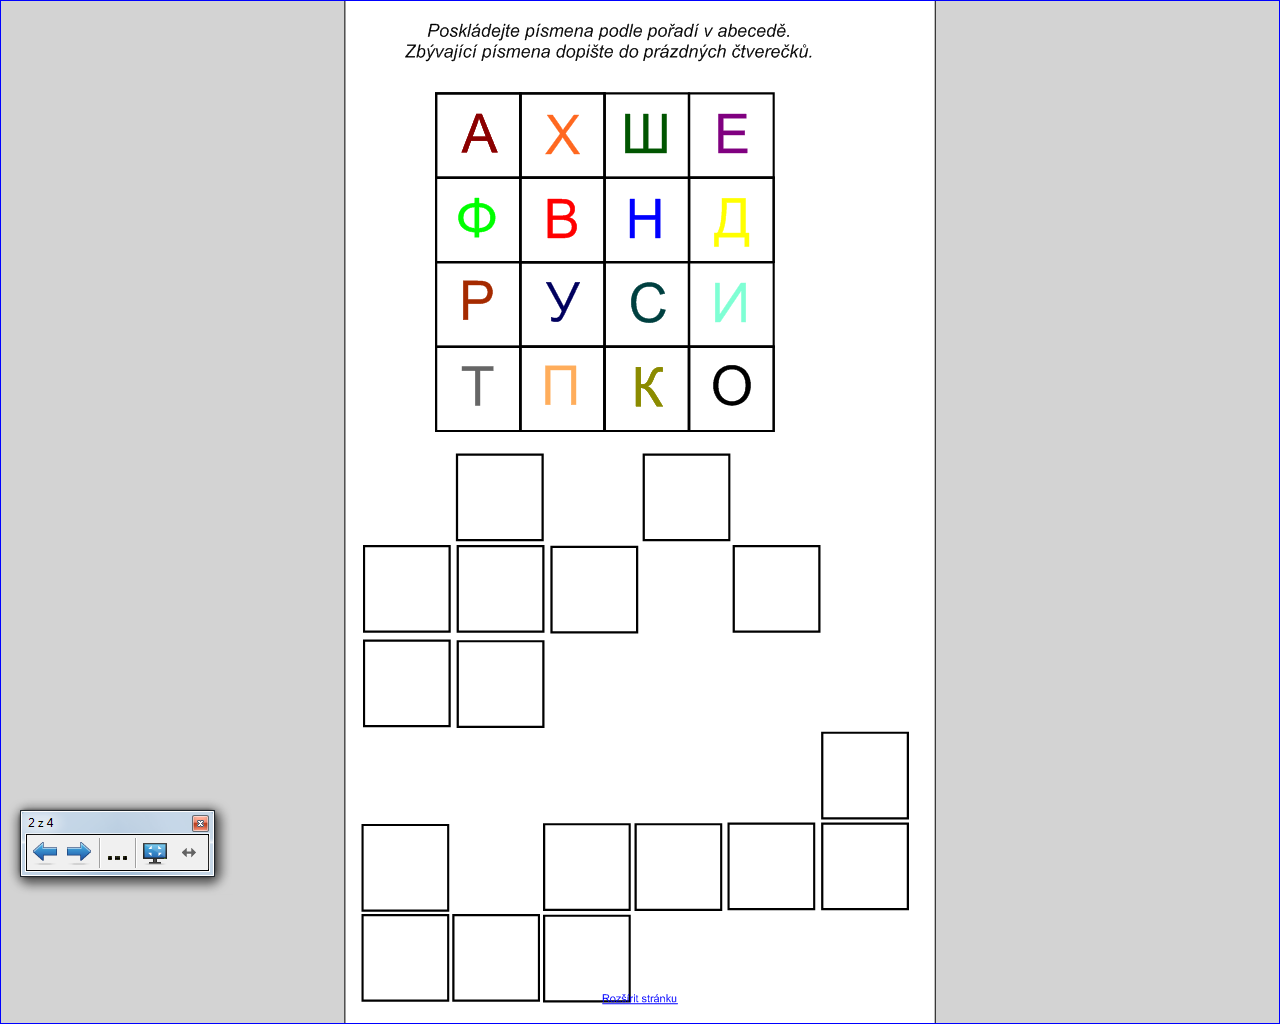 Poskládejte písmena podle pořadí v abecedě.
Zbývající písmena dopište do prázdných čtverečků.
А Х Ш Е
Ф В Н Д
Р У С И
Т П К О
2 z 4
Rozšířit stránku